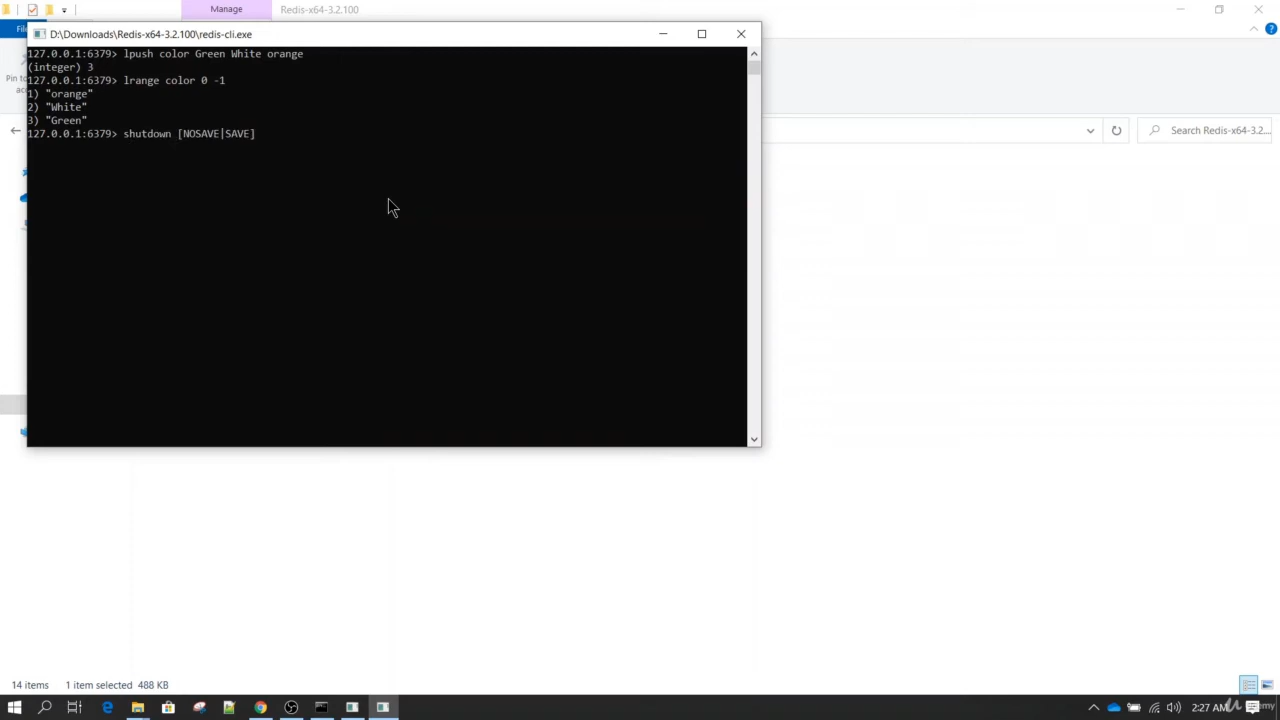 Manage
Redis-x64-3.2.100
D:\Downloads\Redis-x64-3.2.100\redis-cli.exe
127.0.0.1:6379> lpush color Green White orange
(integer) 3
127.0.0.1:6379> lrange color 0 -1
1) "orange"
2) "White"
3) "Green"
127.0.0.1:6379> shutdown [NOSAVE|SAVE]
Search Redis-x64-3.2...
14 items
1 item selected 488 KB
2:27 AM